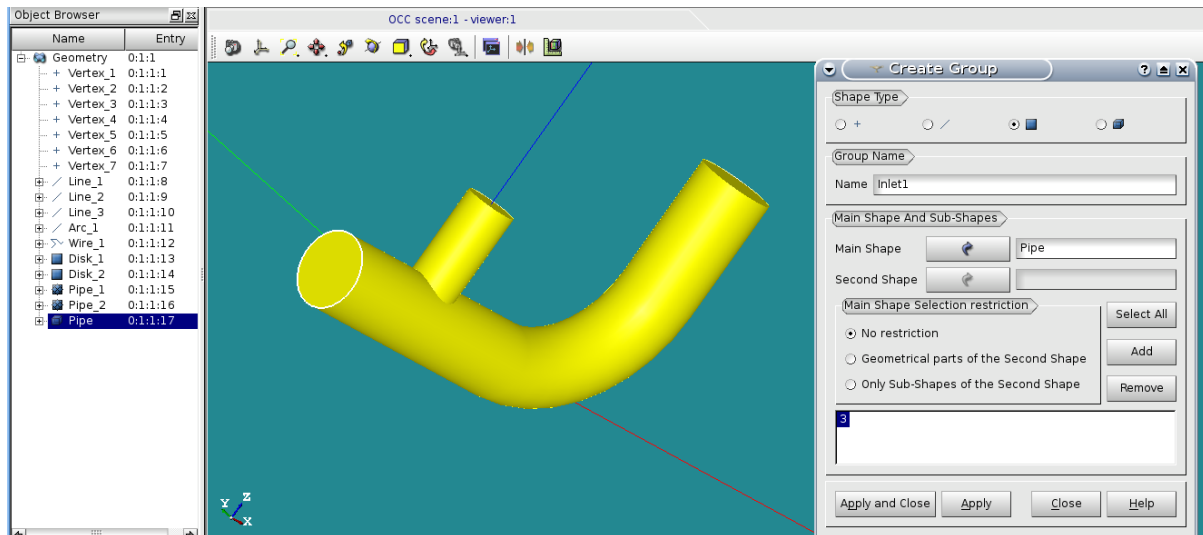 Object Browser
Name Entry
Geometry 0:1:1
Vertex_1 0:1:1:1
Vertex_2 0:1:1:2
Vertex_3 0:1:1:3
Vertex_4 0:1:1:4
Vertex_5 0:1:1:5
Vertex_6 0:1:1:6
Vertex_7 0:1:1:7
Line_1 0:1:1:8
Line_2 0:1:1:9
Line_3 0:1:1:10
Arc_1 0:1:1:11
Wire_1 0:1:1:12
Disk_1 0:1:1:13
Disk_2 0:1:1:14
Pipe_1 0:1:1:15
Pipe_2 0:1:1:16
Pipe 0:1:1:17
OCC scene:1 - viewer:1
Y Z
X
Create Group
Shape Type
Group Name
Name Inlet1
Main Shape And Sub-Shapes
Main Shape Pipe
Second Shape
Main Shape Selection restriction
No restriction
Geometrical parts of the Second Shape
Only Sub-Shapes of the Second Shape
Select All
Add
Remove
3
Apply and Close Apply Close Help